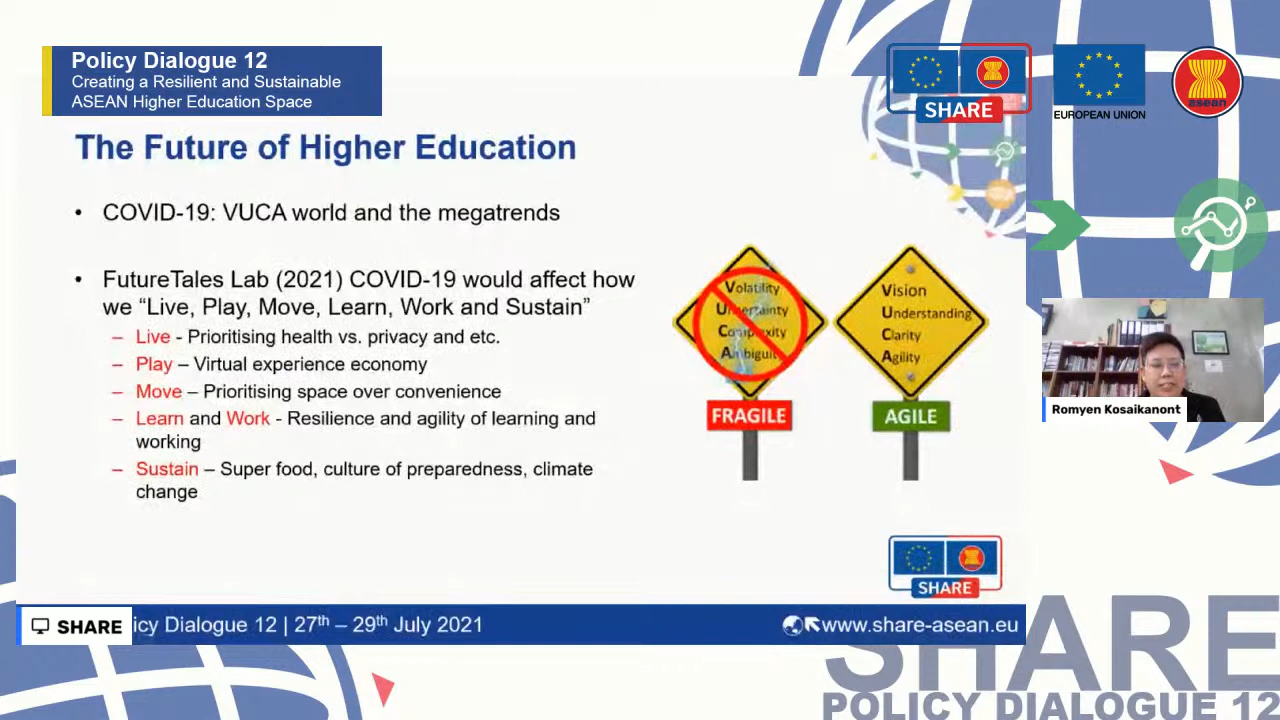 Policy Dialogue 12
Creating a Resilient and Sustainable
ASEAN Higher Education Space
SHARE
EUROPEAN UNION
asean
The Future of Higher Education
• COVID-19: VUCA world and the megatrends
• FutureTales Lab (2021) COVID-19 would affect how
we “Live, Play, Move, Learn, Work and Sustain”
– Live - Prioritising health vs. privacy and etc.
– Play – Virtual experience economy
– Move – Prioritising space over convenience
– Learn and Work - Resilience and agility of learning and
working
– Sustain – Super food, culture of preparedness, climate
change
Volatility
Uncertainty
Complexity
Ambiguity
FRAGILE
Vision
Understanding
Clarity
Agility
AGILE
Romyen Kosaikanont
SHARE
SHARE
icy Dialogue 12 | 27th – 29th July 2021
www.share-asean.eu
SHARE
POLICY DIALOGUE 12